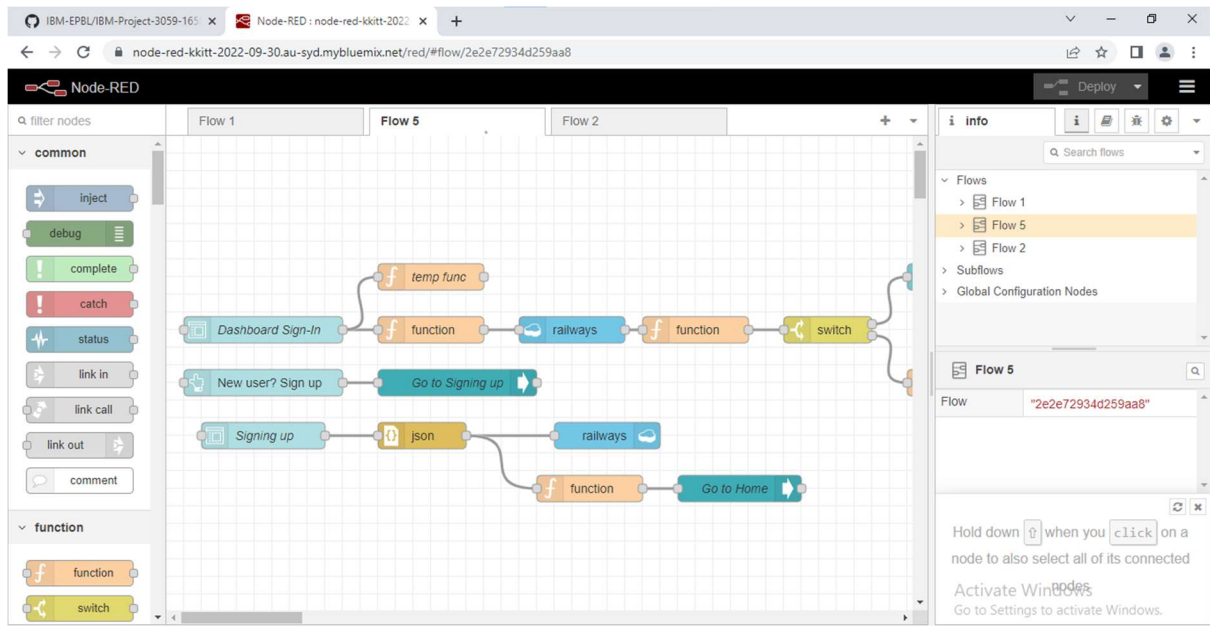 IBM-EPBL/IBM-Project-3059-165
Node-RED : node-red-kkitt-2022
node-red-kkitt-2022-09-30.au-syd.mybluemix.net/red/#flow/2e2e72934d259aa8
Node-RED
Deploy
filter nodes
Flow 1
Flow 5
Flow 2
i info
i
Search flows
common
inject
debug
complete
catch
status
link in
link call
link out
comment
function
function
switch
temp func
Dashboard Sign-In
function
railways
function
switch
New user? Sign up
Go to Signing up
Signing up
json
railways
function
Go to Home
Flows
Flow 1
Flow 5
Flow 2
Subflows
Global Configuration Nodes
Flow 5
Flow "2e2e72934d259aa8"
Hold down ⇧ when you click on a
node to also select all of its connected
nodes
Activate Windows
Go to Settings to activate Windows.